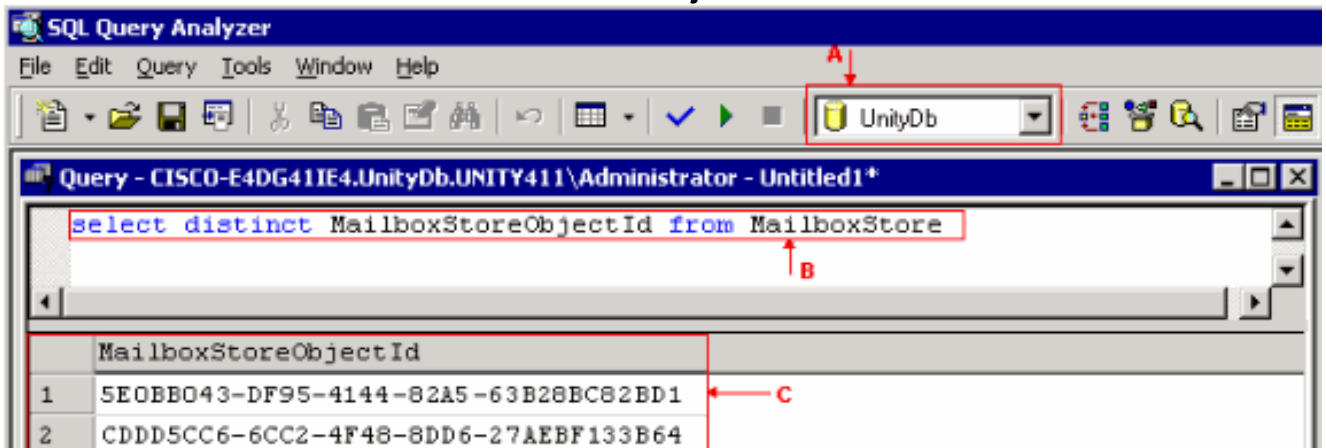 SQL Query Analyzer
File Edit Query Tools Window Help
A
UnityDb
Query - CISCO-E4DG41IE4.UnityDb.UNITY411\Administrator - Untitled1*
select distinct MailboxStoreObjectId from MailboxStore
B
MailboxStoreObjectId
1 5E0BB043-DF95-4144-82A5-63B28BC82BD1
C
2 CDDD5CC6-6CC2-4F48-8DD6-27AEBF133B64